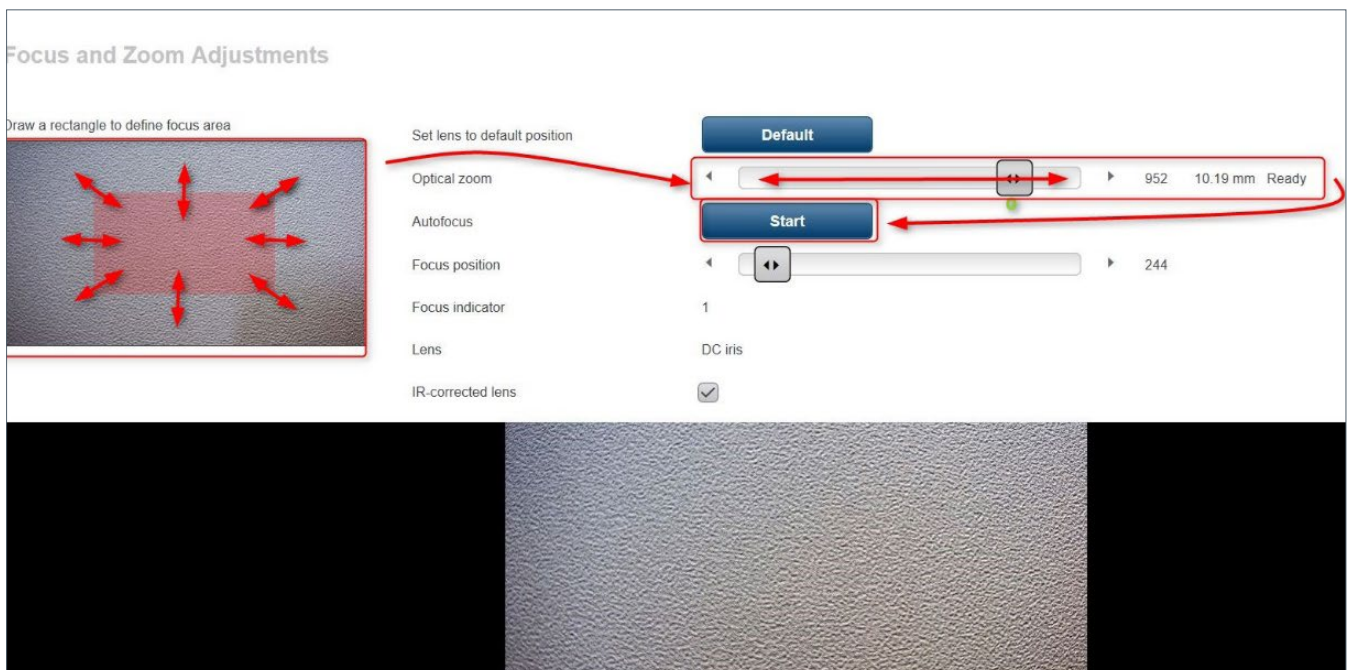 Focus and Zoom Adjustments
Draw a rectangle to define focus area
Set lens to default position
Default
Optical zoom
952 10.19 mm Ready
Autofocus
Start
Focus position
244
Focus indicator
1
Lens
DC iris
IR-corrected lens